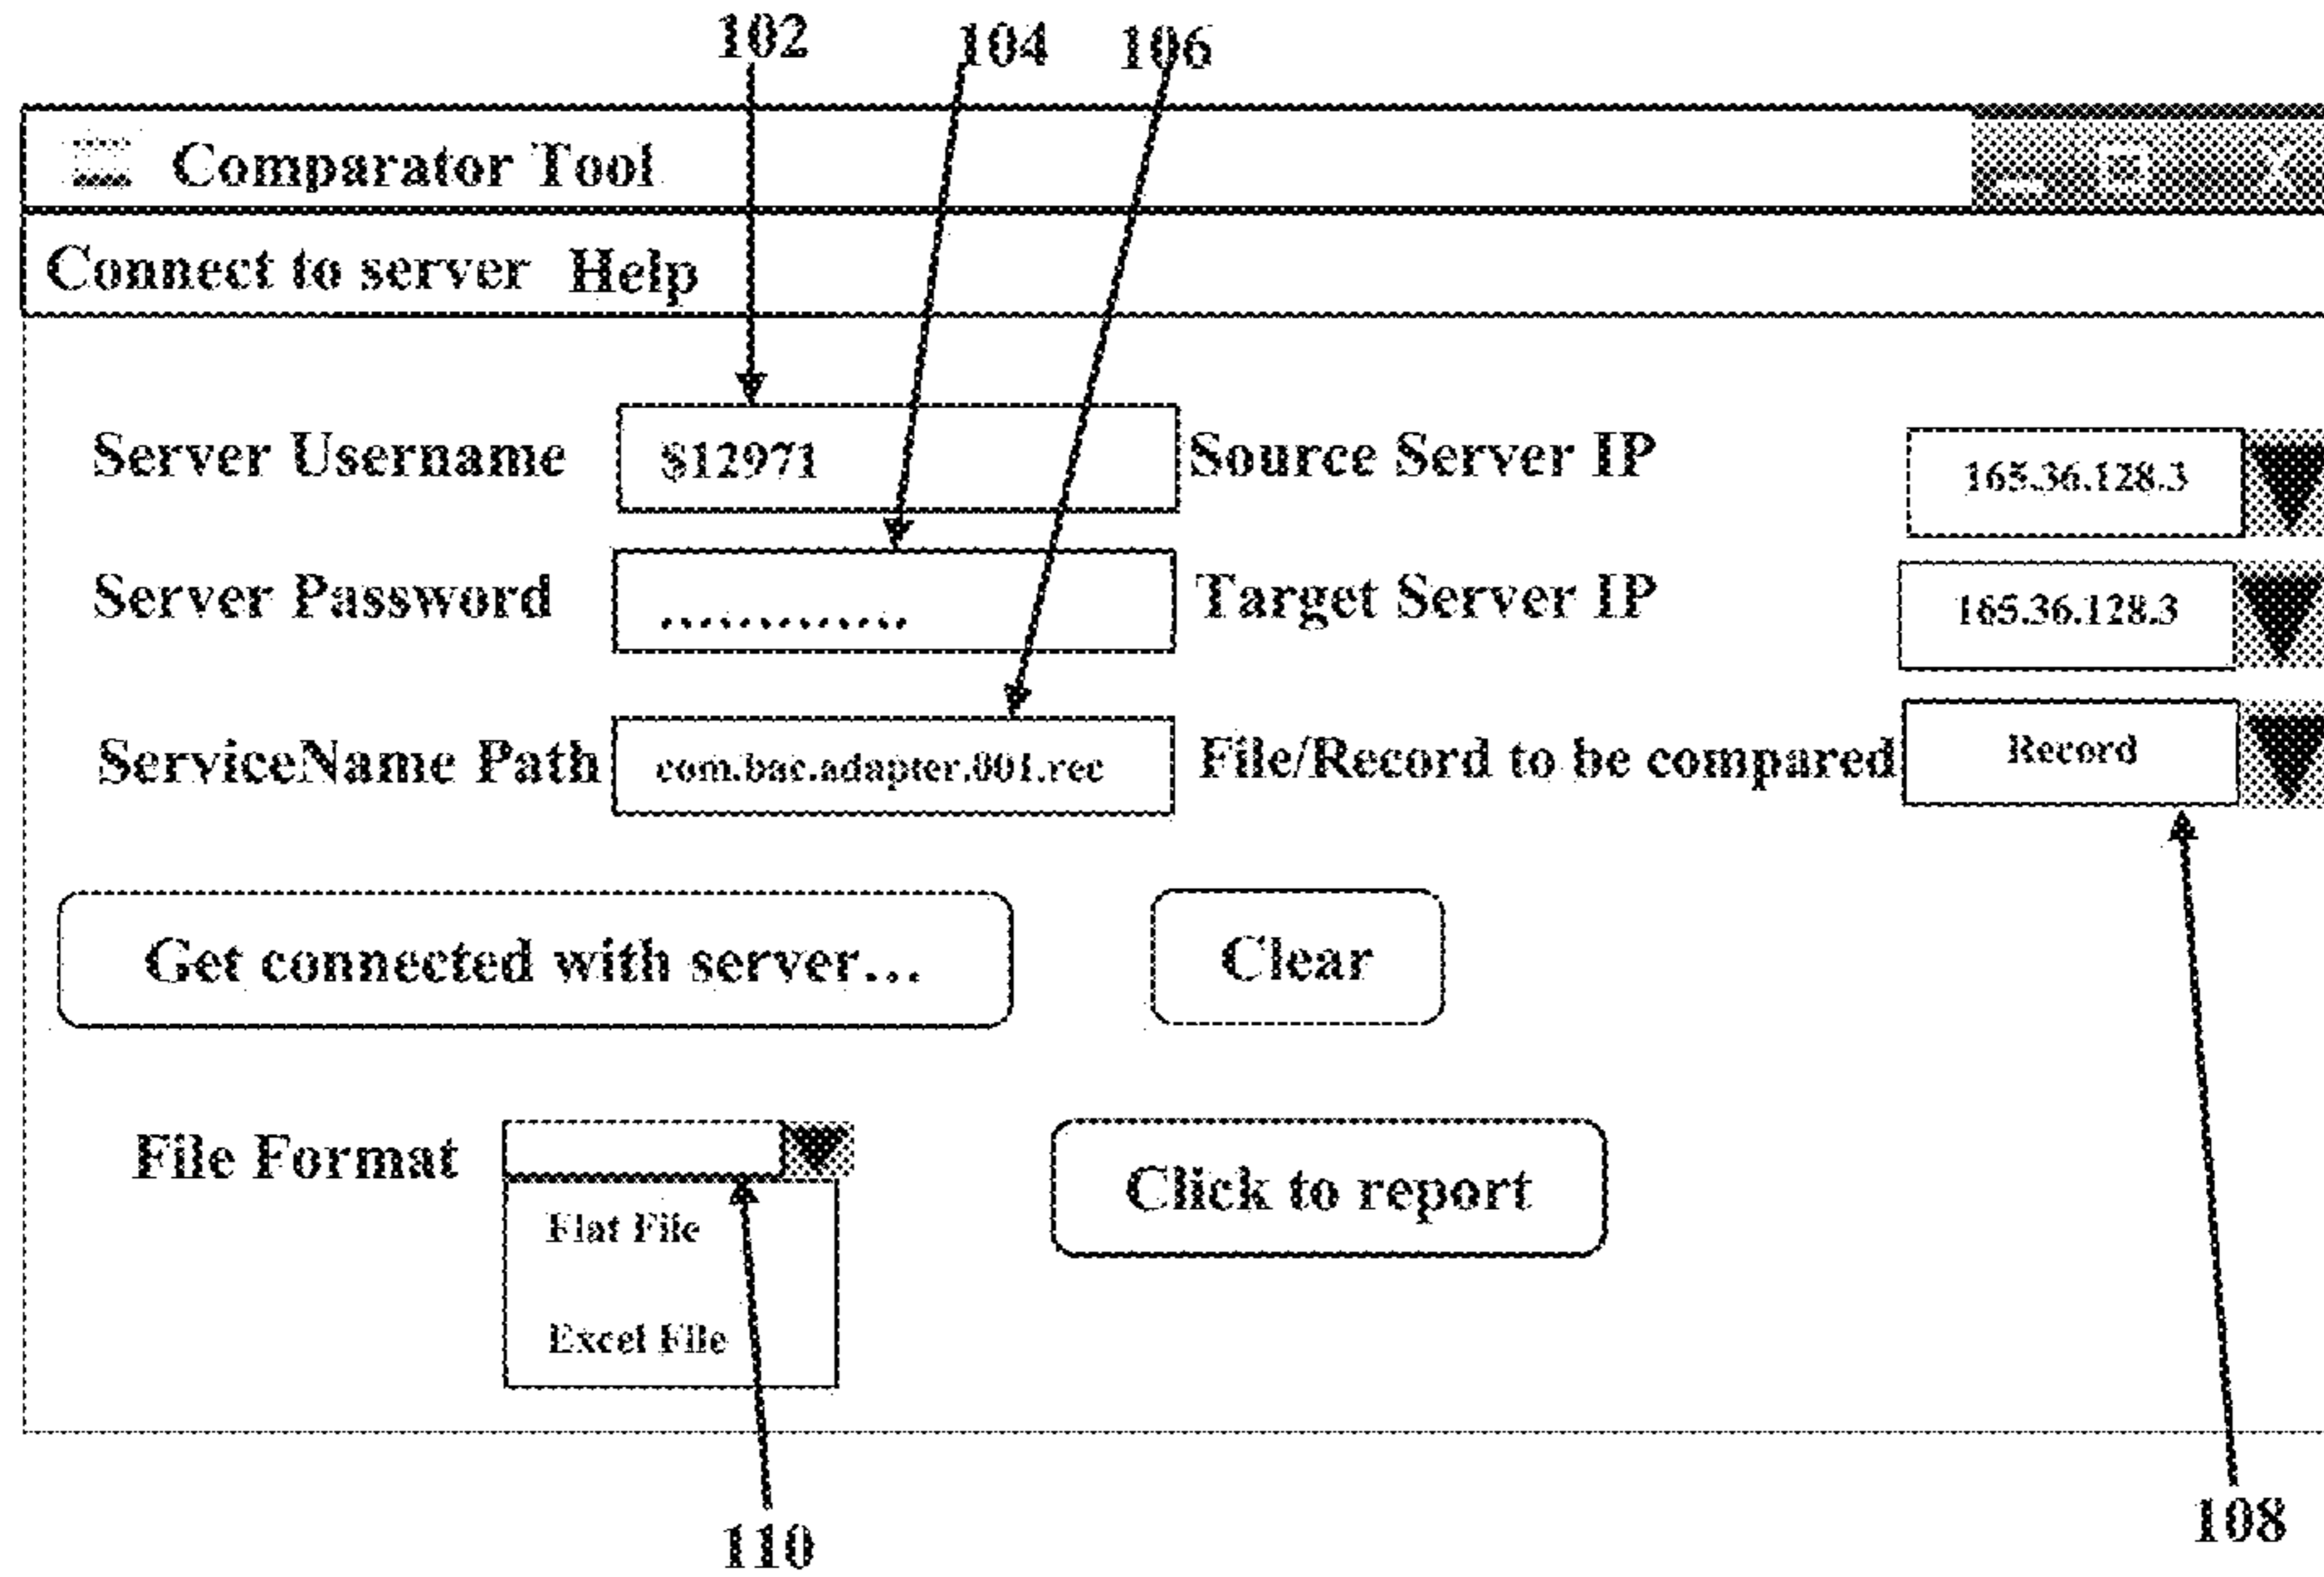 102 104 106
Comparator Tool
Connect to server Help
Server Username $12971 Source Server IP 165.36.128.3
Server Password ............. Target Server IP 165.36.128.3
ServiceName Path com.bac.adapter.001.rec File/Record to be compared Record
Get connected with server... Clear
File Format Click to report
Flat File
Excel File
110 108